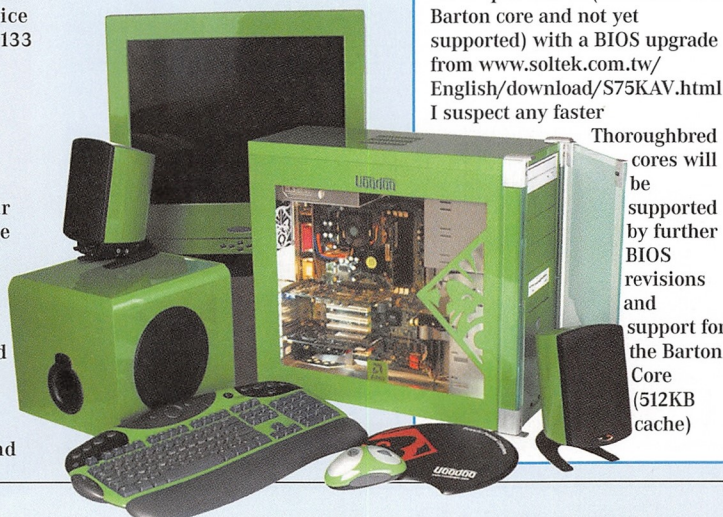 ice
133
r
e
d
nd
Barton core and not yet
supported) with a BIOS upgrade
from www.soltek.com.tw/
English/download/S75KAV.html
I suspect any faster
Thoroughbred
cores will
be
supported
by further
BIOS
revisions
and
support for
the Barton
Core
(512KB
cache)
VOODOO
VOODOO